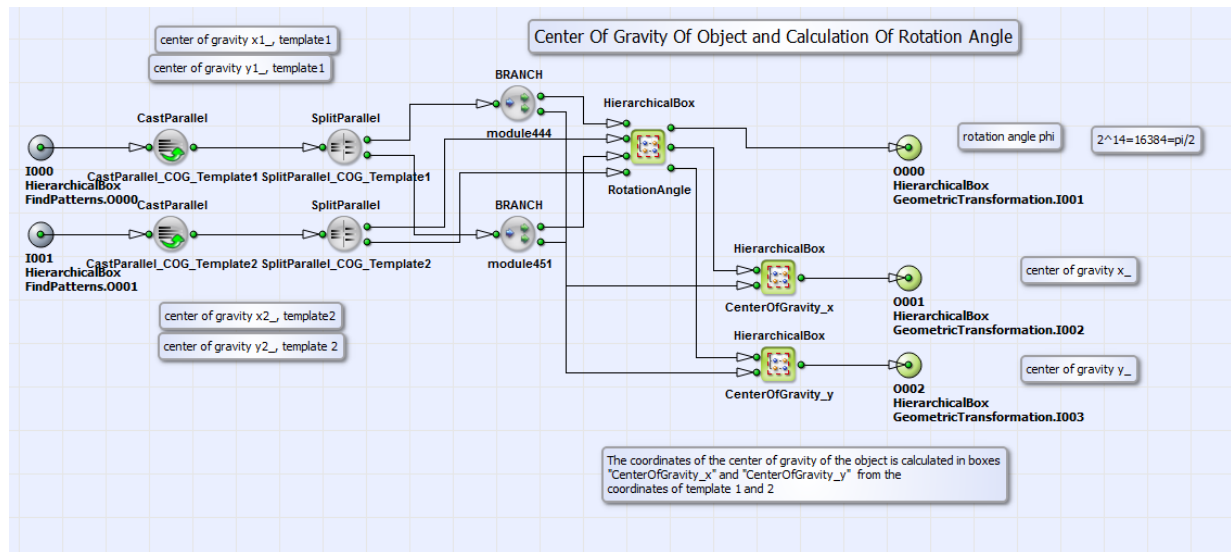 Center Of Gravity Of Object and Calculation Of Rotation Angle
center of gravity x1_, template1
center of gravity y1_, template1
BRANCH
module444
HierarchicalBox
RotationAngle
CastParallel
CastParallel_COG_Template1
SplitParallel
SplitParallel_COG_Template1
I000
HierarchicalBox
FindPatterns.O000
rotation angle phi
2^14=16384=pi/2
O000
HierarchicalBox
GeometricTransformation.I001
CastParallel
CastParallel_COG_Template2
SplitParallel
SplitParallel_COG_Template2
BRANCH
module451
I001
HierarchicalBox
FindPatterns.O001
HierarchicalBox
CenterOfGravity_x
O001
HierarchicalBox
GeometricTransformation.I002
center of gravity x_
center of gravity x2_, template2
center of gravity y2_, template 2
HierarchicalBox
CenterOfGravity_y
O002
HierarchicalBox
GeometricTransformation.I003
center of gravity y_
The coordinates of the center of gravity of the object is calculated in boxes
"CenterOfGravity_x" and "CenterOfGravity_y"  from the
coordinates of template 1 and 2